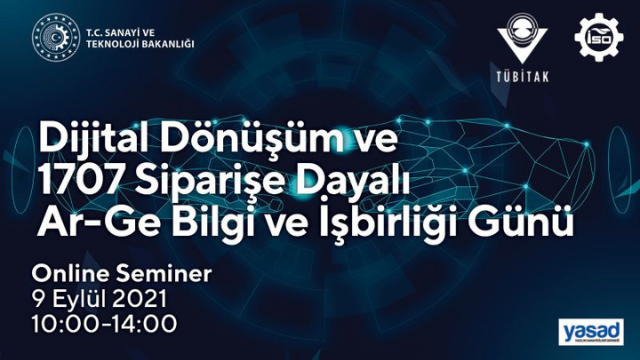 T.C. SANAYİ VE
TEKNOLOJİ BAKANLIĞI
TÜBİTAK
İSO
Dijital Dönüşüm ve
1707 Siparişe Dayalı
Ar-Ge Bilgi ve İşbirliği Günü
Online Seminer
9 Eylül 2021
10:00-14:00
yasad